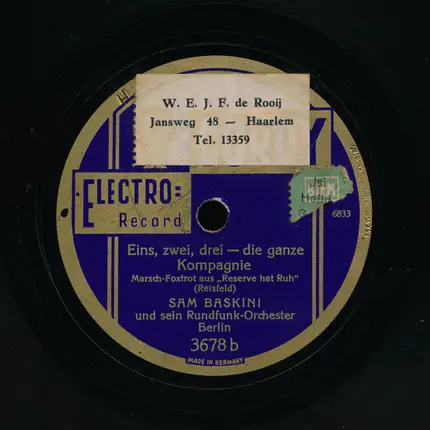 W. E. J. F. de Rooij
Jansweg 48 — Haarlem
Tel. 13359
ELECTRO=
Record
BIEM
6833
Eins, zwei, drei — die ganze
Kompagnie
Marsch-Foxtrot aus „Reserve hat Ruh"
(Reisfeld)
SAM BASKINI
und sein Rundfunk-Orchester
Berlin
3678 b
MADE IN GERMANY